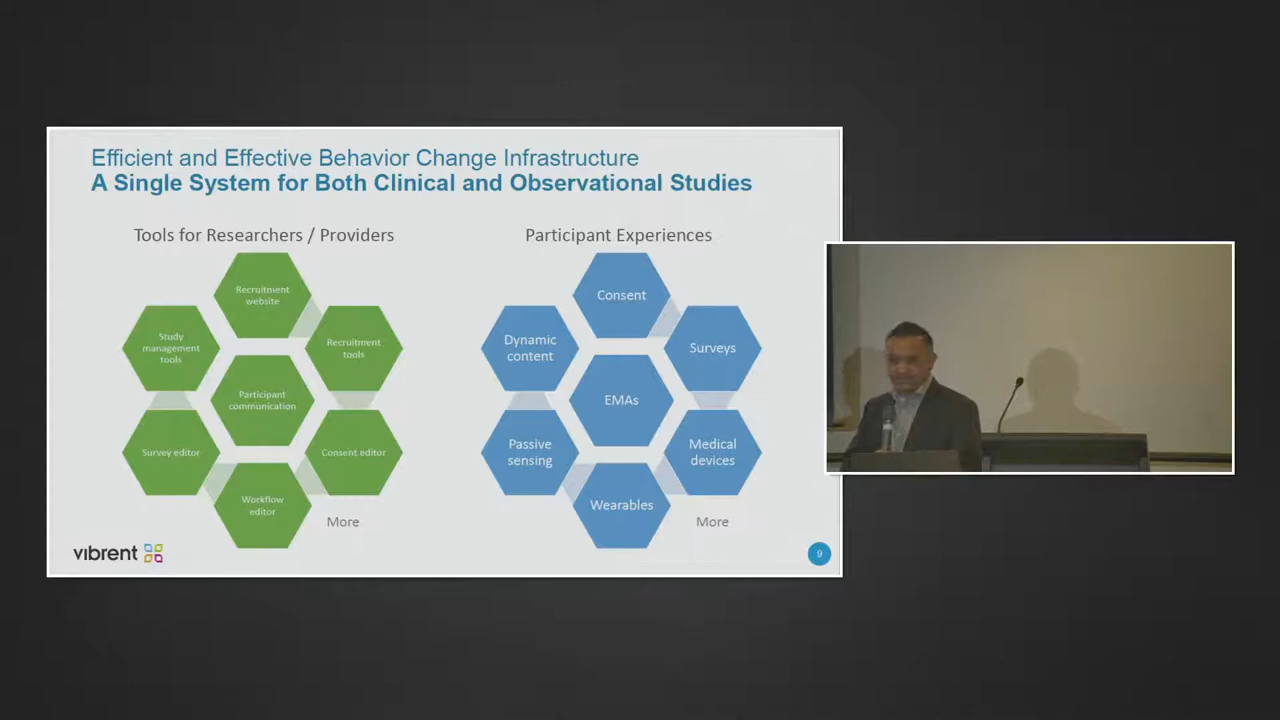 Efficient and Effective Behavior Change Infrastructure
A Single System for Both Clinical and Observational Studies
Tools for Researchers / Providers
Recruitment
website
Study
management
tools
Recruitment
tools
Participant
communication
Survey editor
Consent editor
Workflow
editor
More
Participant Experiences
Consent
Dynamic
content
Surveys
EMAs
Passive
sensing
Medical
devices
Wearables
More
vibrent
9